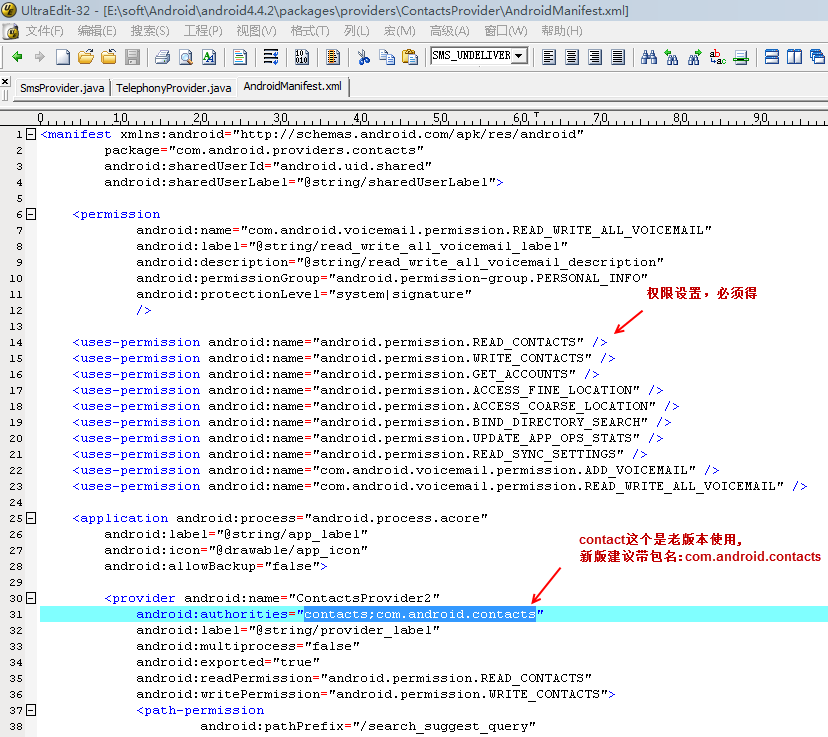 UltraEdit-32 - [E:\soft\Android\android4.4.2\packages\providers\ContactsProvider\AndroidManifest.xml]
文件(F) 编辑(E) 搜索(S) 工程(P) 视图(V) 格式(T) 列(L) 宏(M) 高级(A) 窗口(W) 帮助(H)
SMS_UNDELIVER
SmsProvider.java TelephonyProvider.java AndroidManifest.xml
0 10 20 30 40 50 60 70 80 90
1 <manifest xmlns:android="http://schemas.android.com/apk/res/android"
2 package="com.android.providers.contacts"
3 android:sharedUserId="android.uid.shared"
4 android:sharedUserLabel="@string/sharedUserLabel">
5
6 <permission
7 android:name="com.android.voicemail.permission.READ_WRITE_ALL_VOICEMAIL"
8 android:label="@string/read_write_all_voicemail_label"
9 android:description="@string/read_write_all_voicemail_description"
10 android:permissionGroup="android.permission-group.PERSONAL_INFO"
11 android:protectionLevel="system|signature"
12 />
权限设置，必须得
13
14 <uses-permission android:name="android.permission.READ_CONTACTS" />
15 <uses-permission android:name="android.permission.WRITE_CONTACTS" />
16 <uses-permission android:name="android.permission.GET_ACCOUNTS" />
17 <uses-permission android:name="android.permission.ACCESS_FINE_LOCATION" />
18 <uses-permission android:name="android.permission.ACCESS_COARSE_LOCATION" />
19 <uses-permission android:name="android.permission.BIND_DIRECTORY_SEARCH" />
20 <uses-permission android:name="android.permission.UPDATE_APP_OPS_STATS" />
21 <uses-permission android:name="android.permission.READ_SYNC_SETTINGS" />
22 <uses-permission android:name="com.android.voicemail.permission.ADD_VOICEMAIL" />
23 <uses-permission android:name="com.android.voicemail.permission.READ_WRITE_ALL_VOICEMAIL" />
24
25 <application android:process="android.process.acore"
26 android:label="@string/app_label"
27 android:icon="@drawable/app_icon"
28 android:allowBackup="false">
contact这个是老版本使用,
新版建议带包名:com.android.contacts
29
30 <provider android:name="ContactsProvider2"
31 android:authorities="contacts;com.android.contacts"
32 android:label="@string/provider_label"
33 android:multiprocess="false"
34 android:exported="true"
35 android:readPermission="android.permission.READ_CONTACTS"
36 android:writePermission="android.permission.WRITE_CONTACTS">
37 <path-permission
38 android:pathPrefix="/search_suggest_query"